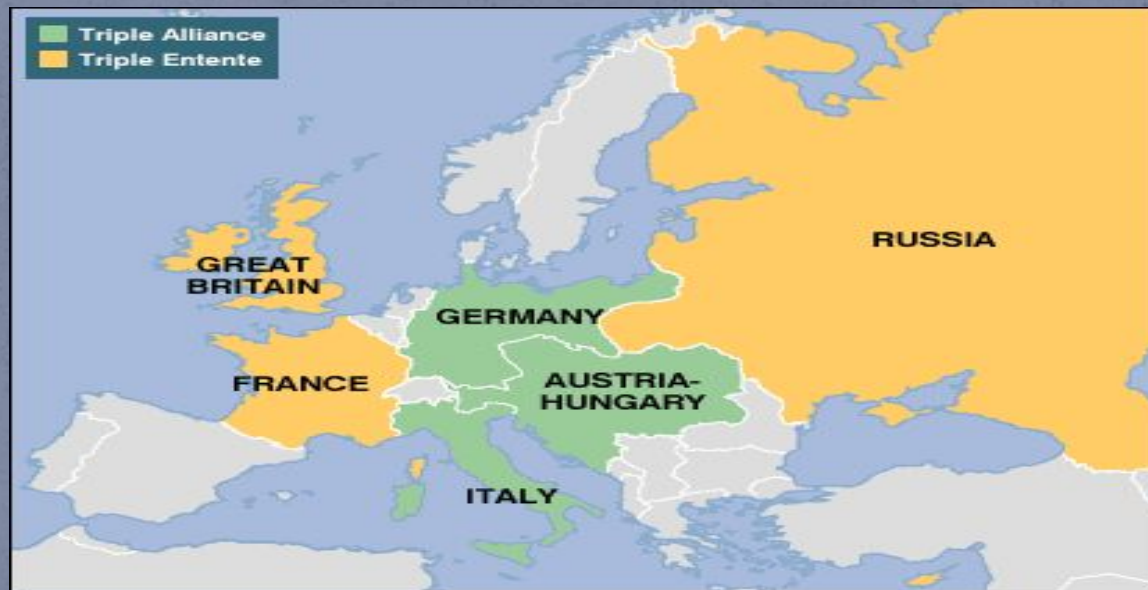 Triple Alliance
Triple Entente
RUSSIA
GREAT
BRITAIN
GERMANY
FRANCE
AUSTRIA-
HUNGARY
ITALY